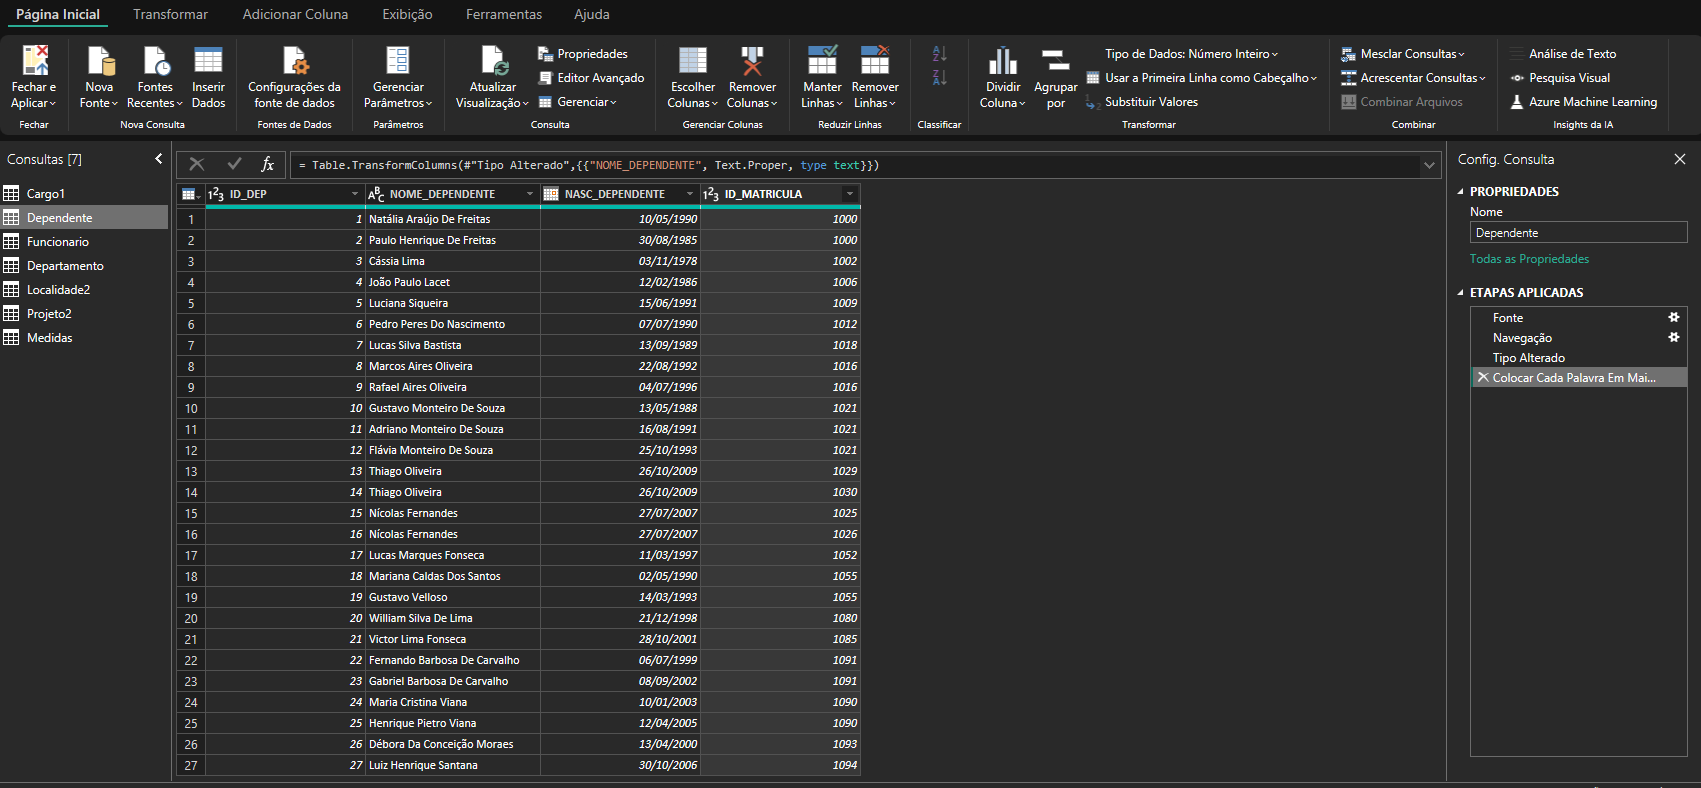 Página Inicial Transformar Adicionar Coluna Exibição Ferramentas Ajuda
Fechar e Aplicar
Fechar
Nova Fonte
Fontes Recentes
Inserir Dados
Nova Consulta
Configurações da fonte de dados
Fontes de Dados
Gerenciar Parâmetros
Parâmetros
Atualizar Visualização
Propriedades
Editor Avançado
Gerenciar
Consulta
Escolher Colunas
Remover Colunas
Gerenciar Colunas
Manter Linhas
Remover Linhas
Reduzir Linhas
Classificar
Dividir Coluna
Agrupar por
Tipo de Dados: Número Inteiro
Usar a Primeira Linha como Cabeçalho
Substituir Valores
Transformar
Mesclar Consultas
Acrescentar Consultas
Combinar Arquivos
Combinar
Análise de Texto
Pesquisa Visual
Azure Machine Learning
Insights da IA
Consultas [7]
Cargo1
Dependente
Funcionario
Departamento
Localidade2
Projeto2
Medidas
fx = Table.TransformColumns(#"Tipo Alterado",{{"NOME_DEPENDENTE", Text.Proper, type text}})
ID_DEP NOME_DEPENDENTE NASC_DEPENDENTE ID_MATRICULA
1 1 Natália Araújo De Freitas 10/05/1990 1000
2 2 Paulo Henrique De Freitas 30/08/1985 1000
3 3 Cássia Lima 03/11/1978 1002
4 4 João Paulo Lacet 12/02/1986 1006
5 5 Luciana Siqueira 15/06/1991 1009
6 6 Pedro Peres Do Nascimento 07/07/1990 1012
7 7 Lucas Silva Bastista 13/09/1989 1018
8 8 Marcos Aires Oliveira 22/08/1992 1016
9 9 Rafael Aires Oliveira 04/07/1996 1016
10 10 Gustavo Monteiro De Souza 13/05/1988 1021
11 11 Adriano Monteiro De Souza 16/08/1991 1021
12 12 Flávia Monteiro De Souza 25/10/1993 1021
13 13 Thiago Oliveira 26/10/2009 1029
14 14 Thiago Oliveira 26/10/2009 1030
15 15 Nícolas Fernandes 27/07/2007 1025
16 16 Nícolas Fernandes 27/07/2007 1026
17 17 Lucas Marques Fonseca 11/03/1997 1052
18 18 Mariana Caldas Dos Santos 02/05/1990 1055
19 19 Gustavo Velloso 14/03/1993 1055
20 20 William Silva De Lima 21/12/1998 1080
21 21 Victor Lima Fonseca 28/10/2001 1085
22 22 Fernando Barbosa De Carvalho 06/07/1999 1091
23 23 Gabriel Barbosa De Carvalho 08/09/2002 1091
24 24 Maria Cristina Viana 10/01/2003 1090
25 25 Henrique Pietro Viana 12/04/2005 1090
26 26 Débora Da Conceição Moraes 13/04/2000 1093
27 27 Luiz Henrique Santana 30/10/2006 1094
Config. Consulta
PROPRIEDADES
Nome
Dependente
Todas as Propriedades
ETAPAS APLICADAS
Fonte
Navegação
Tipo Alterado
Colocar Cada Palavra Em Mai...